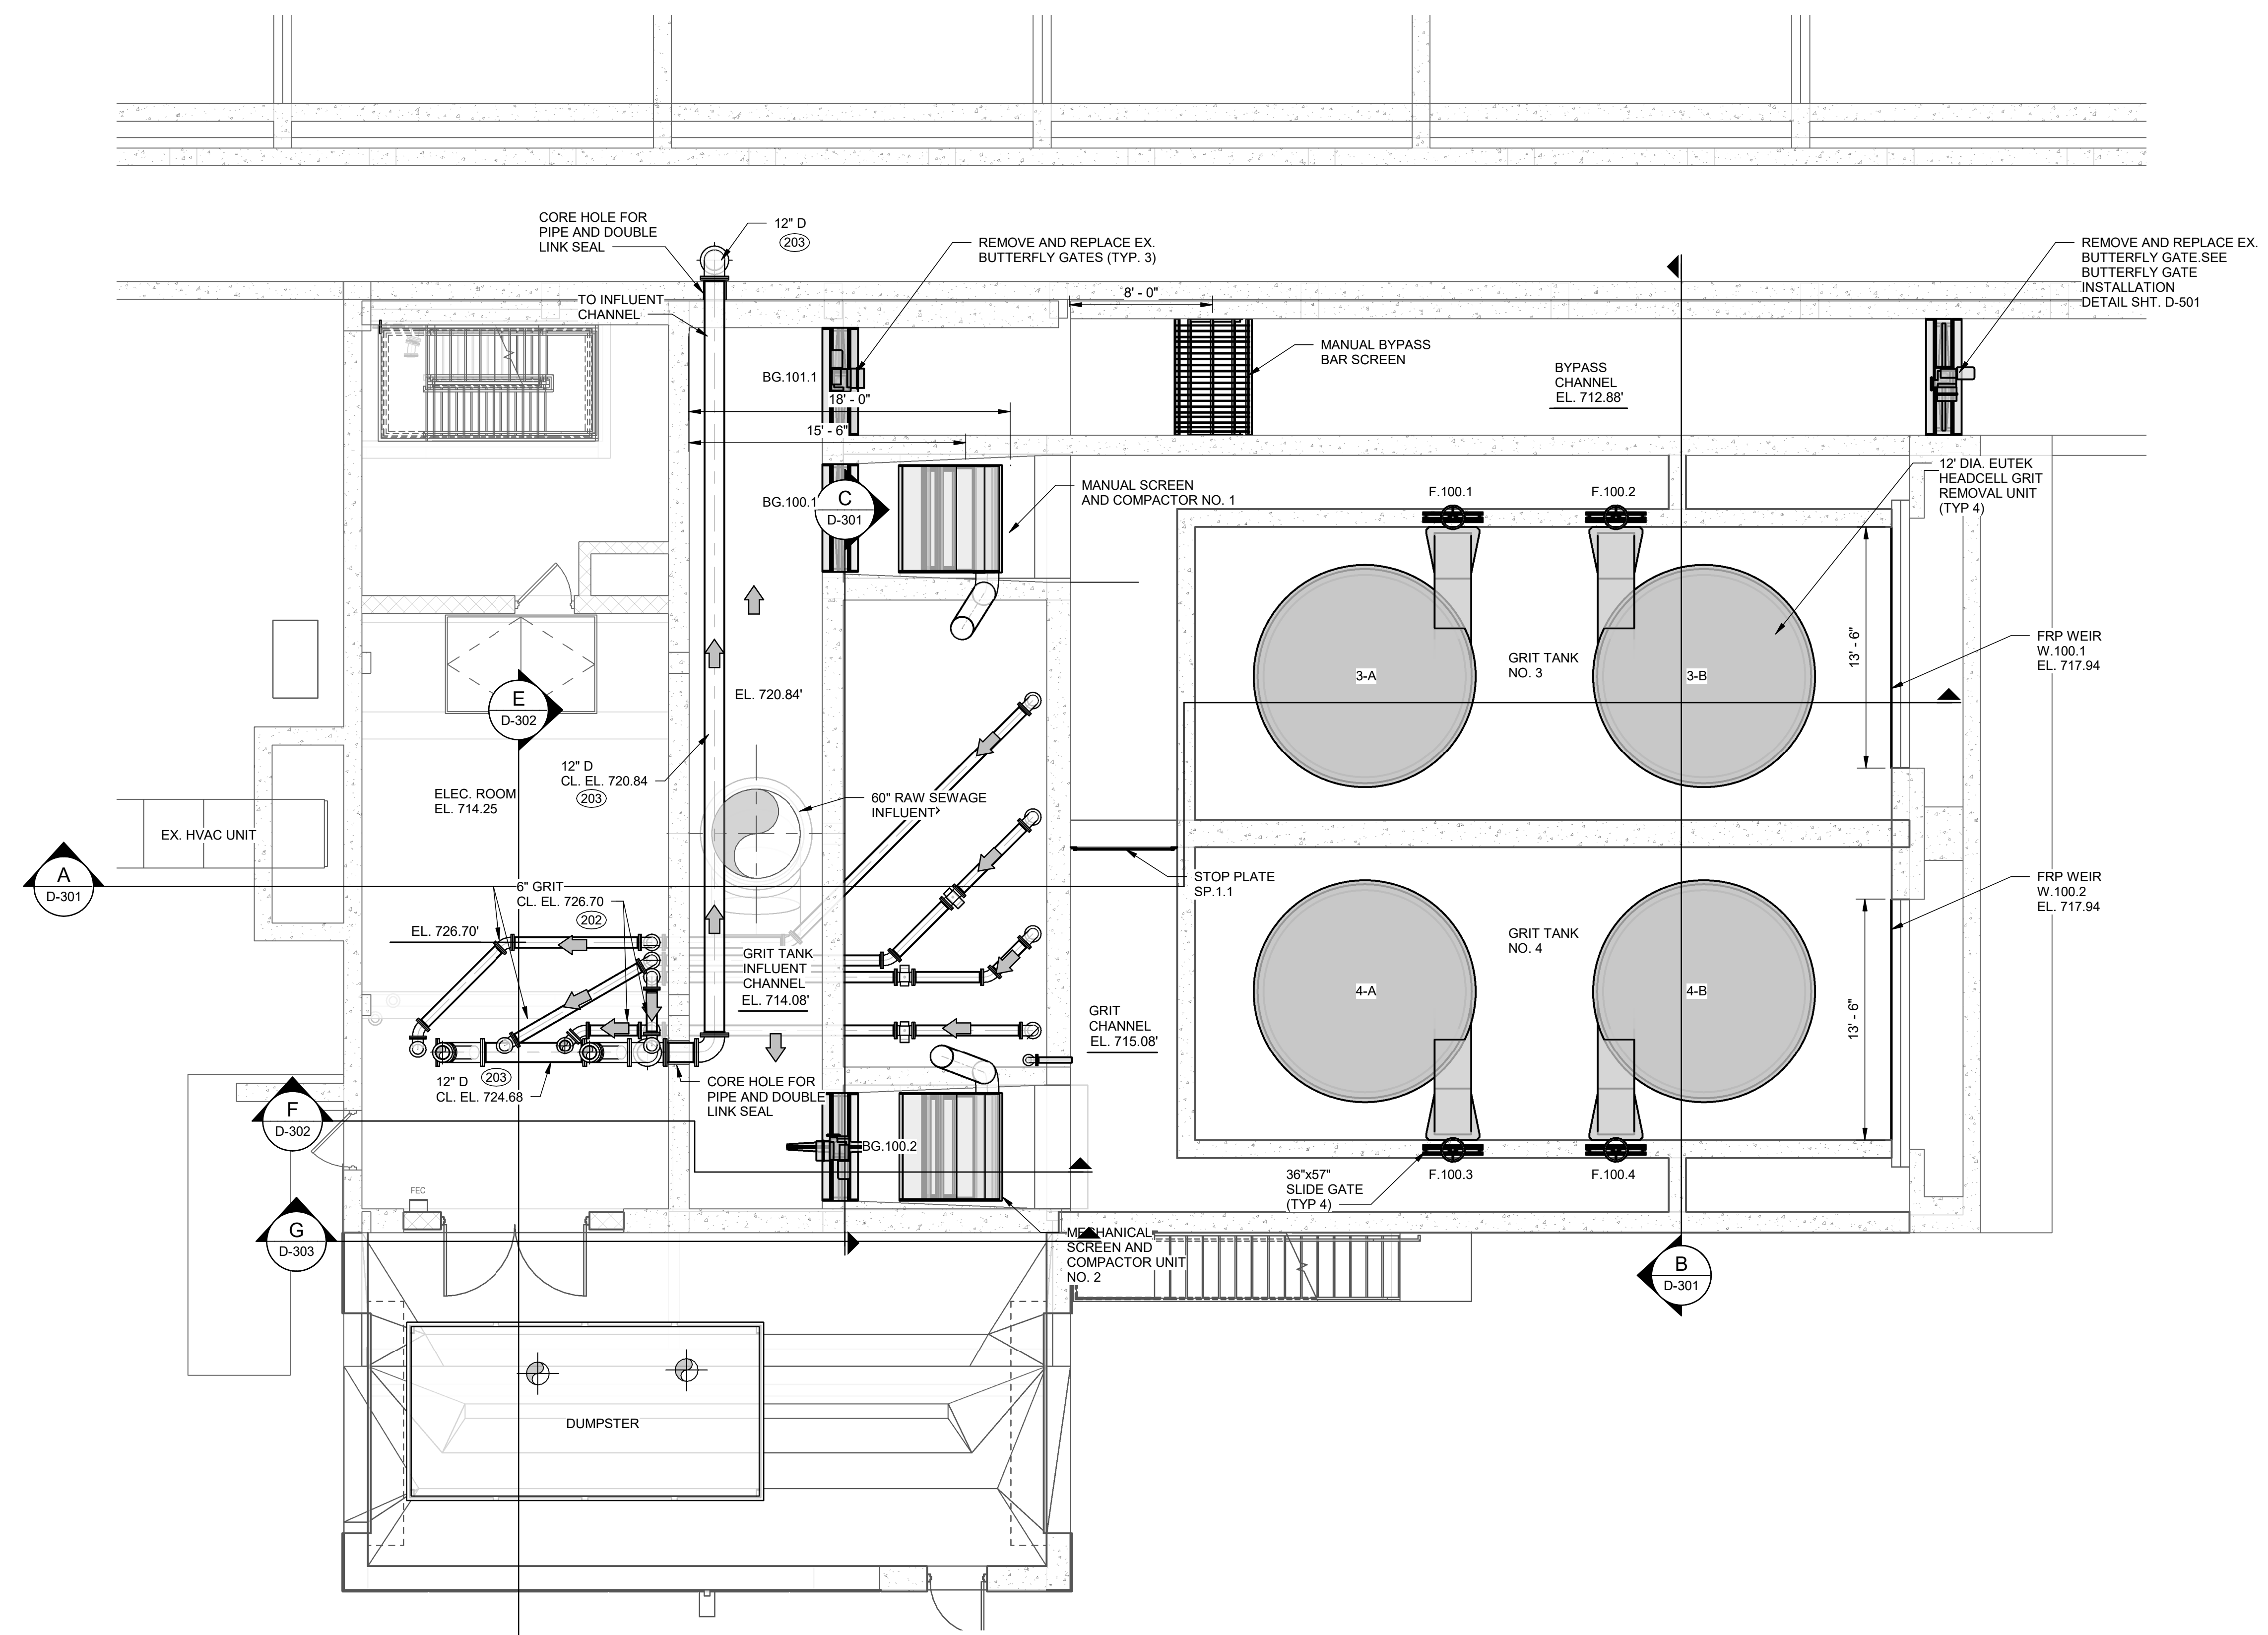 CORE HOLE FOR
PIPE AND DOUBLE
LINK SEAL
12" D
203
REMOVE AND REPLACE EX.
BUTTERFLY GATES (TYP. 3)
REMOVE AND REPLACE EX.
BUTTERFLY GATE.SEE
BUTTERFLY GATE
INSTALLATION
DETAIL SHT. D-501
TO INFLUENT
CHANNEL
8' - 0"
MANUAL BYPASS
BAR SCREEN
BYPASS
CHANNEL
EL. 712.88'
BG.101.1
18' - 0"
15' - 6"
12' DIA. EUTEK
HEADCELL GRIT
REMOVAL UNIT
(TYP 4)
MANUAL SCREEN
AND COMPACTOR NO. 1
BG.100.1
C
D-301
F.100.1
F.100.2
13' - 6"
FRP WEIR
W.100.1
EL. 717.94
GRIT TANK
NO. 3
3-A
3-B
E
D-302
EL. 720.84'
12" D
CL. EL. 720.84
203
ELEC. ROOM
EL. 714.25
60" RAW SEWAGE
INFLUENT
EX. HVAC UNIT
A
D-301
6" GRIT
CL. EL. 726.70
202
STOP PLATE
SP.1.1
FRP WEIR
W.100.2
EL. 717.94
EL. 726.70'
GRIT TANK
INFLUENT
CHANNEL
EL. 714.08'
GRIT TANK
NO. 4
4-A
4-B
13' - 6"
GRIT
CHANNEL
EL. 715.08'
12" D
203
CL. EL. 724.68
CORE HOLE FOR
PIPE AND DOUBLE
LINK SEAL
F
D-302
BG.100.2
36"x57"
SLIDE GATE
(TYP 4)
F.100.3
F.100.4
FEC
G
D-303
MECHANICAL
SCREEN AND
COMPACTOR UNIT
NO. 2
B
D-301
DUMPSTER